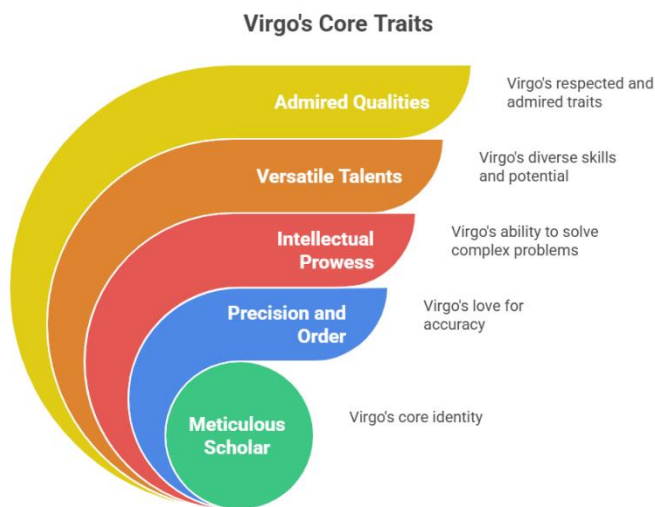 Virgo's Core Traits
Admired Qualities
Virgo's respected and
admired traits
Versatile Talents
Virgo's diverse skills
and potential
Intellectual
Prowess
Virgo's ability to solve
complex problems
Precision and
Order
Virgo's love for
accuracy
Meticulous
Scholar
Virgo's core identity